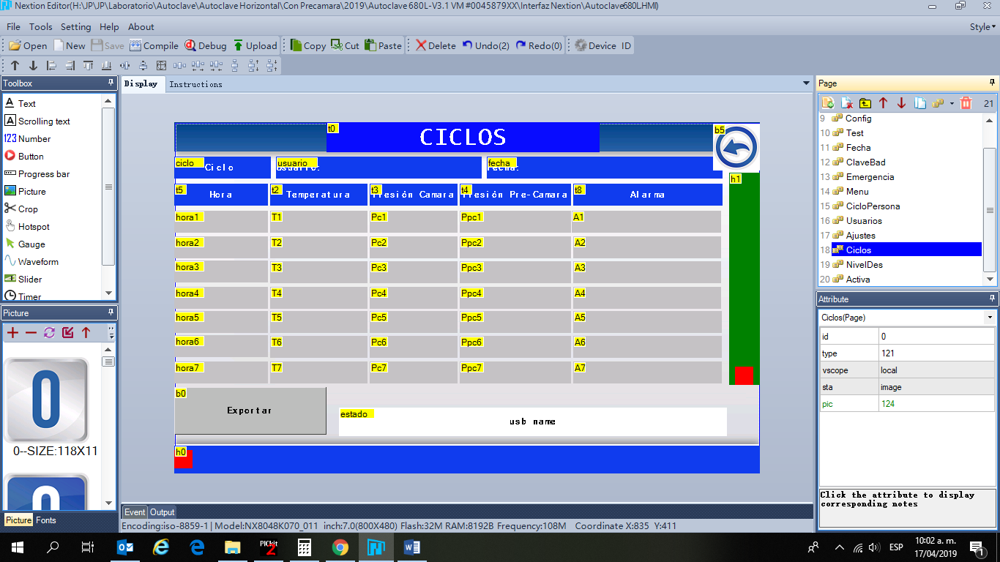 Nextion Editor(H:\JP\JP\Laboratorio\Autoclave\Autoclave Horizontal\Con Precamara\2019\Autoclave 680L-V3.1 VM #0045879XX\Interfaz Nextion\Autoclave680L.HMI)
File Tools Setting Help About Style
Open New Save Compile Debug Upload Copy Cut Paste Delete Undo(2) Redo(0) Device ID
Toolbox
Text
Scrolling text
123 Number
Button
Progress bar
Picture
Crop
Hotspot
Gauge
Waveform
Slider
Timer
Picture
0
0--SIZE:118X11
0
Picture Fonts
Display Instructions
t0 CICLOS b5
ciclo Ciclo usuario usuario: fecha Fecha: h1
t5 Hora t2 Temperatura t3 Presión Camara t4 Presión Pre-Camara t8 Alarma
hora1 T1 Pc1 Ppc1 A1
hora2 T2 Pc2 Ppc2 A2
hora3 T3 Pc3 Ppc3 A3
hora4 T4 Pc4 Ppc4 A4
hora5 T5 Pc5 Ppc5 A5
hora6 T6 Pc6 Ppc6 A6
hora7 T7 Pc7 Ppc7 A7
b0 Exportar
estado usb name
h0
Event Output
Encoding:iso-8859-1 | Model:NX8048K070_011 inch:7.0(800X480) Flash:32M RAM:8192B Frequency:108M Coordinate X:835 Y:411
Page
21
9 Config
10 Test
11 Fecha
12 ClaveBad
13 Emergencia
14 Menu
15 CicloPersona
16 Usuarios
17 Ajustes
18 Ciclos
19 NivelDes
20 Activa
Attribute
Ciclos(Page)
id 0
type 121
vscope local
sta image
pic 124
Click the attribute to display
corresponding notes
PICkit
2
ESP
10:02 a. m.
17/04/2019
1